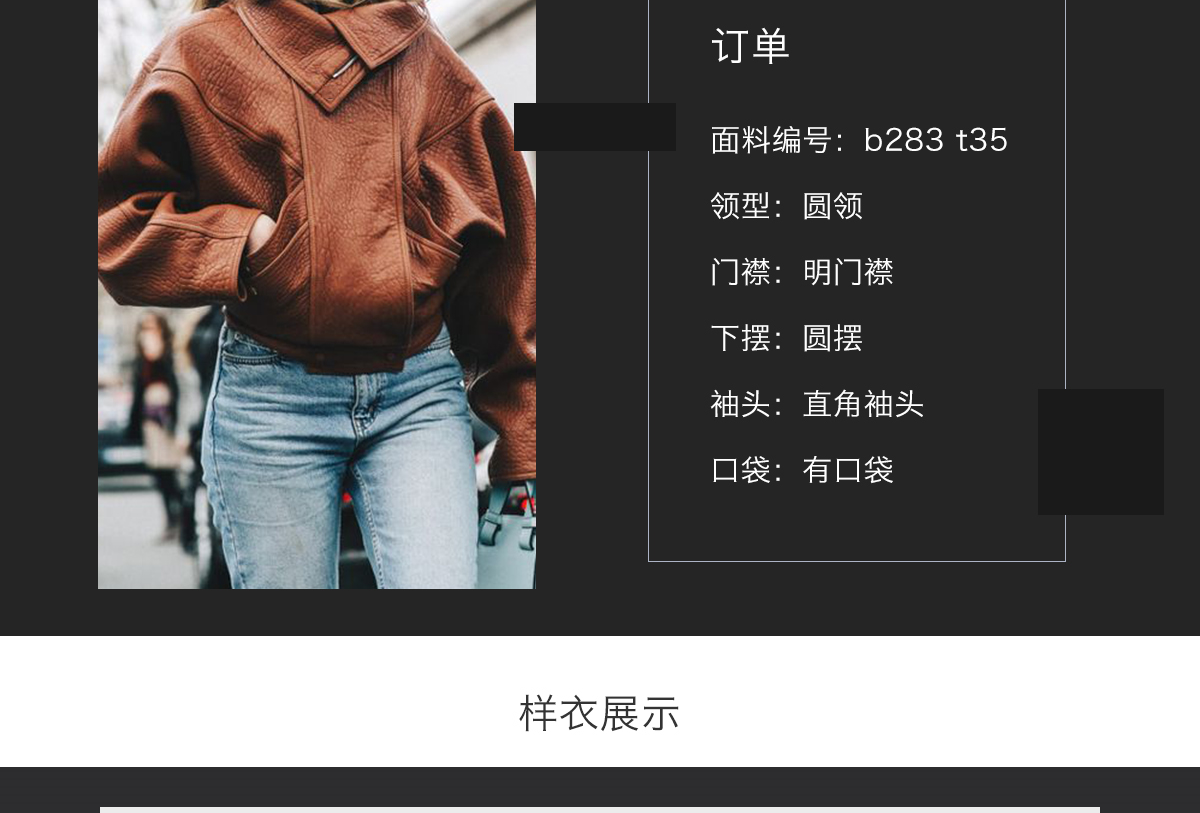 订单
面料编号：b283 t35
领型：圆领
门襟：明门襟
下摆：圆摆
袖头：直角袖头
口袋：有口袋
样衣展示